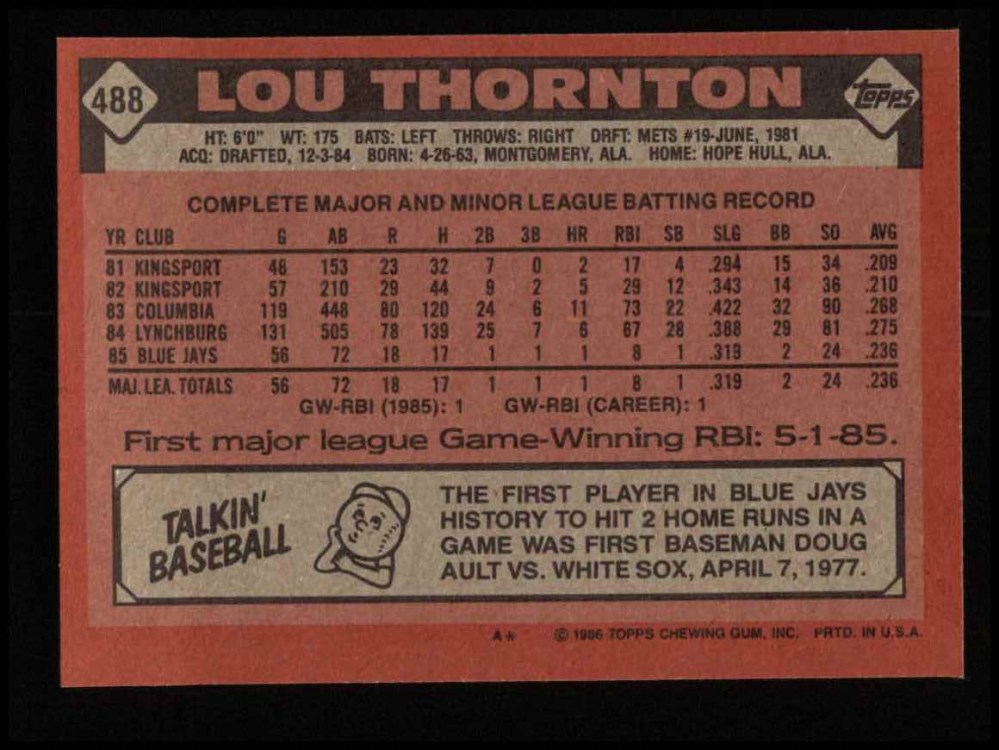 488 LOU THORNTON topps
HT: 6'0" WT: 175 BATS: LEFT THROWS: RIGHT DRFT: METS #19-JUNE, 1981
ACQ: DRAFTED, 12-3-84 BORN: 4-26-63, MONTGOMERY, ALA. HOME: HOPE HULL, ALA.
COMPLETE MAJOR AND MINOR LEAGUE BATTING RECORD
YR CLUB G AB R H 2B 3B HR RBI SB SLG BB SO AVG
81 KINGSPORT 48 153 23 32 7 0 2 17 4 .294 15 34 .209
82 KINGSPORT 57 210 29 44 9 2 5 29 12 .343 14 36 .210
83 COLUMBIA 119 448 80 120 24 6 11 73 22 .422 32 90 .268
84 LYNCHBURG 131 505 78 139 25 7 6 67 28 .388 29 81 .275
85 BLUE JAYS 56 72 18 17 1 1 1 8 1 .319 2 24 .236
MAJ. LEA. TOTALS 56 72 18 17 1 1 1 8 1 .319 2 24 .236
GW-RBI (1985): 1 GW-RBI (CAREER): 1
First major league Game-Winning RBI: 5-1-85.
TALKIN'
BASEBALL
THE FIRST PLAYER IN BLUE JAYS
HISTORY TO HIT 2 HOME RUNS IN A
GAME WAS FIRST BASEMAN DOUG
AULT VS. WHITE SOX, APRIL 7, 1977.
A* © 1986 TOPPS CHEWING GUM, INC. PRTD. IN U.S.A.